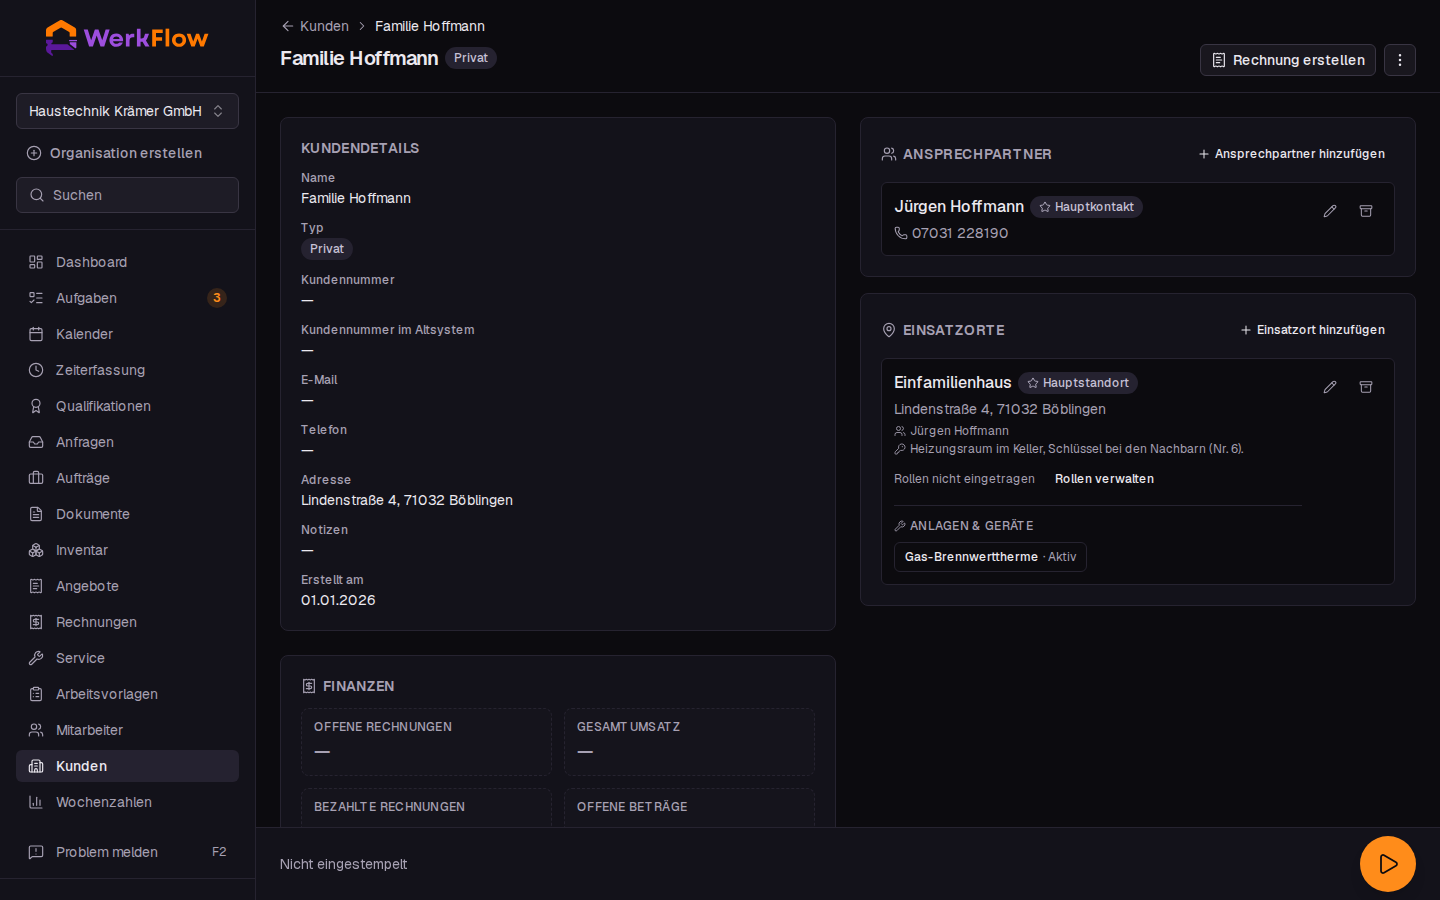 WerkFlow
Haustechnik Krämer GmbH
Organisation erstellen
Suchen
Dashboard
Aufgaben 3
Kalender
Zeiterfassung
Qualifikationen
Anfragen
Aufträge
Dokumente
Inventar
Angebote
Rechnungen
Service
Arbeitsvorlagen
Mitarbeiter
Kunden
Wochenzahlen
Problem melden F2
Kunden > Familie Hoffmann
Familie Hoffmann Privat
Rechnung erstellen
KUNDENDETAILS
Name
Familie Hoffmann
Typ
Privat
Kundennummer
—
Kundennummer im Altsystem
—
E-Mail
—
Telefon
—
Adresse
Lindenstraße 4, 71032 Böblingen
Notizen
—
Erstellt am
01.01.2026
FINANZEN
OFFENE RECHNUNGEN
—
GESAMTUMSATZ
—
BEZAHLTE RECHNUNGEN
OFFENE BETRÄGE
ANSPRECHPARTNER
+ Ansprechpartner hinzufügen
Jürgen Hoffmann Hauptkontakt
07031 228190
EINSATZORTE
+ Einsatzort hinzufügen
Einfamilienhaus Hauptstandort
Lindenstraße 4, 71032 Böblingen
Jürgen Hoffmann
Heizungsraum im Keller, Schlüssel bei den Nachbarn (Nr. 6).
Rollen nicht eingetragen Rollen verwalten
ANLAGEN & GERÄTE
Gas-Brennwerttherme · Aktiv
Nicht eingestempelt